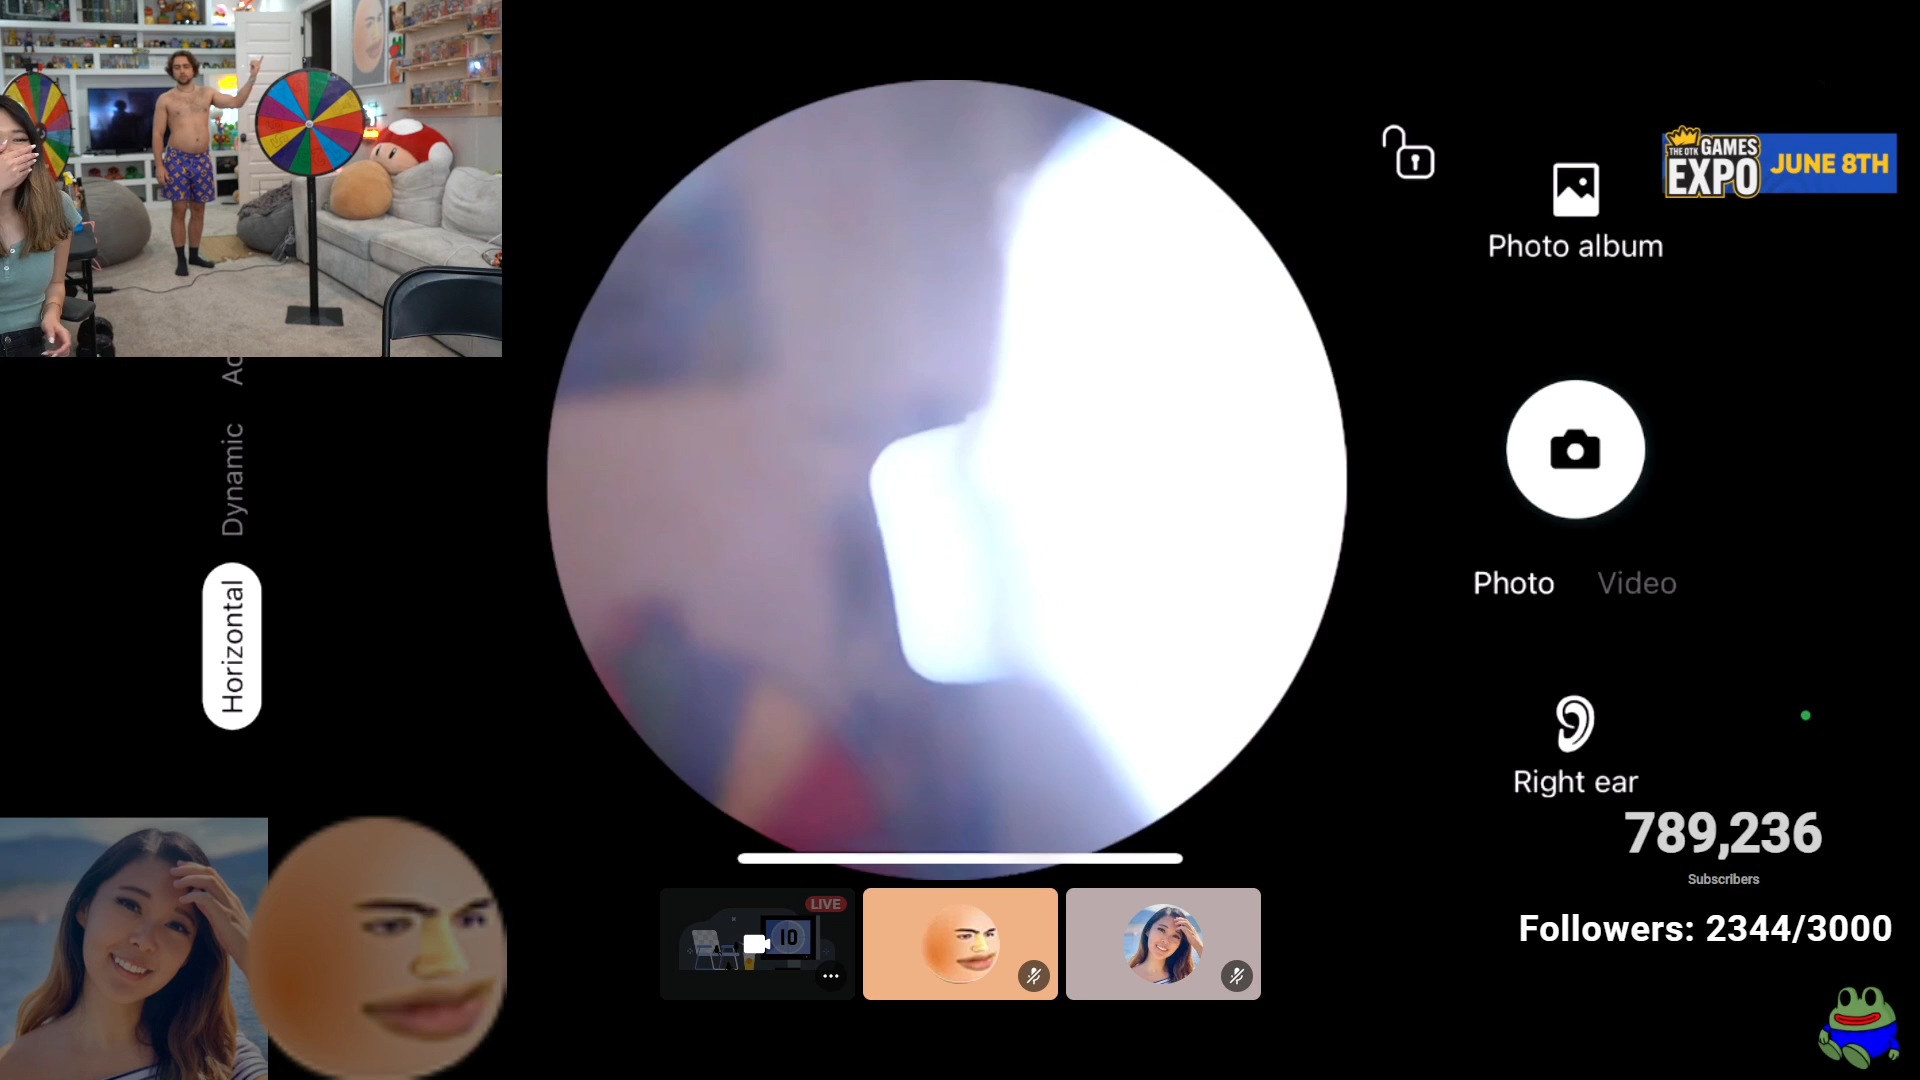 THE OTK GAMES
EXPO
JUNE 8TH
Photo album
Ac
Dynamic
Horizontal
Photo Video
Right ear
789,236
Subscribers
Followers: 2344/3000
LIVE
10